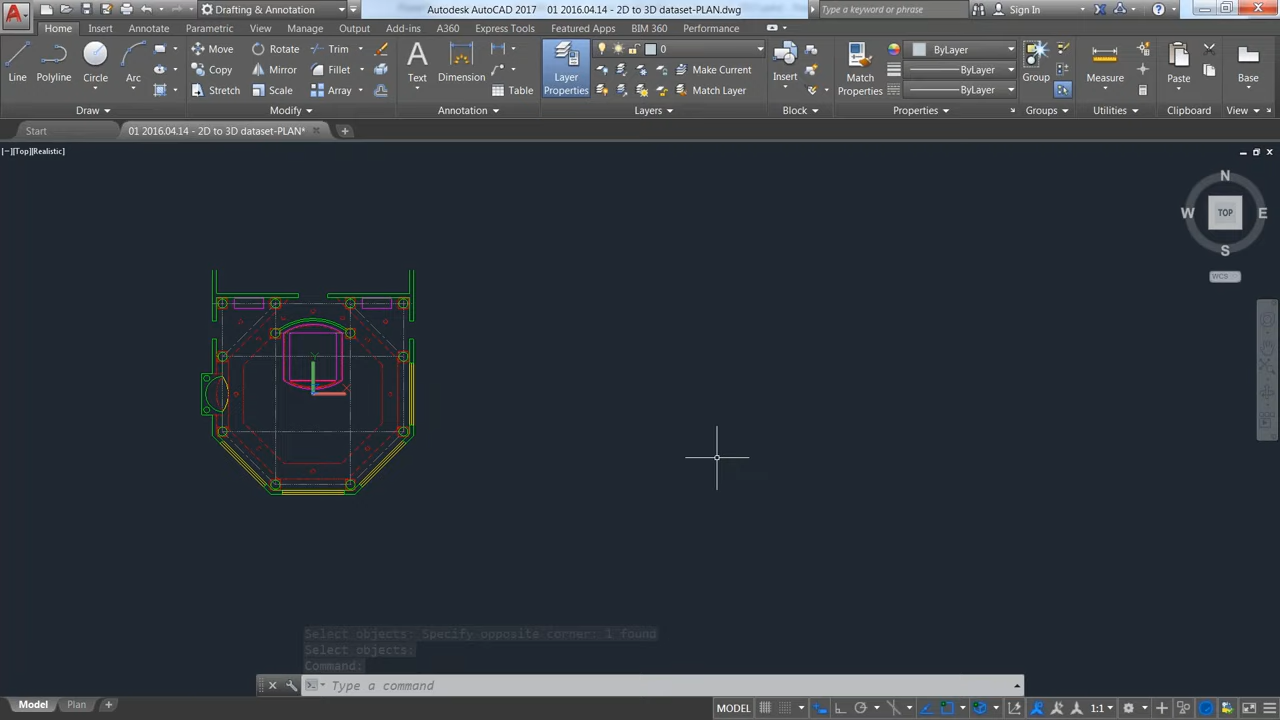 Drafting & Annotation
Autodesk AutoCAD 2017 01 2016.04.14 - 2D to 3D dataset-PLAN.dwg
Type a keyword or phrase
Sign In
Home Insert Annotate Parametric View Manage Output Add-ins A360 Express Tools Featured Apps BIM 360 Performance
Line Polyline Circle Arc
Move Rotate Trim
Copy Mirror Fillet
Stretch Scale Array
Text Dimension Table
Layer Properties
0
Make Current
Match Layer
Insert
Match Properties
ByLayer
ByLayer
ByLayer
Group Measure Paste Base
Draw Modify Annotation Layers Block Properties Groups Utilities Clipboard View
Start 01 2016.04.14 - 2D to 3D dataset-PLAN*
[−][Top][Realistic]
N
W TOP E
S
WCS
Y
X
Select objects: Specify opposite corner: 1 found
Select objects:
Command:
Type a command
Model Plan
MODEL
1:1